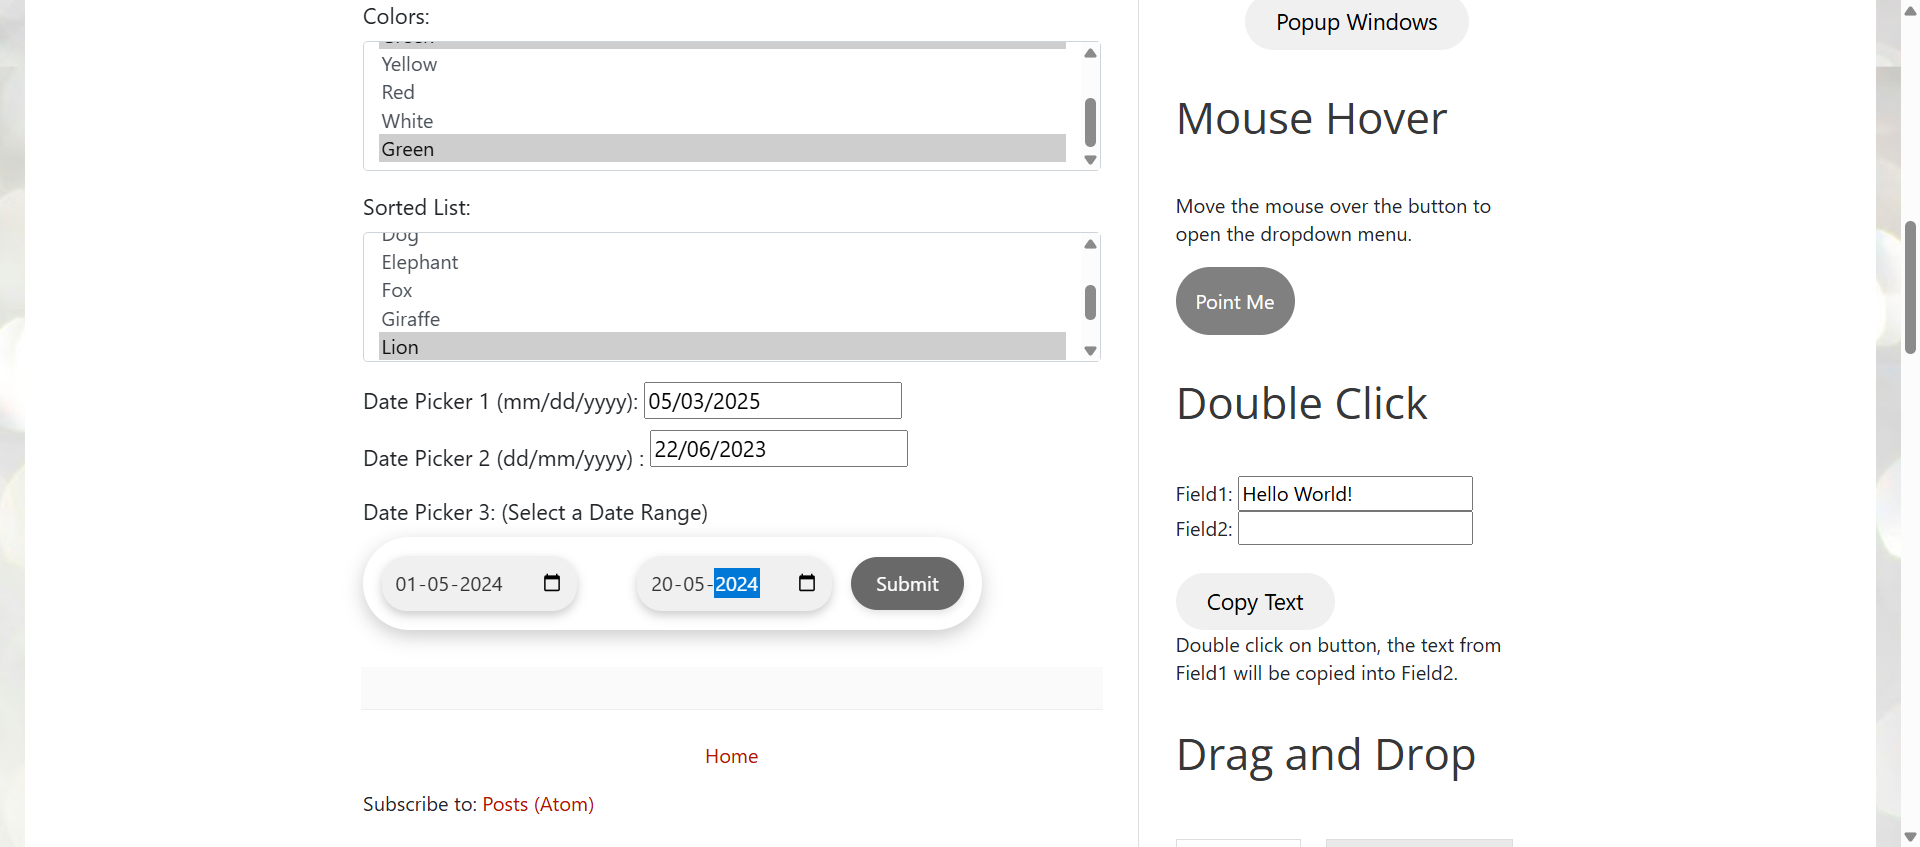 Colors:
Green
Yellow
Red
White
Green
Sorted List:
Dog
Elephant
Fox
Giraffe
Lion
Date Picker 1 (mm/dd/yyyy): 05/03/2025
Date Picker 2 (dd/mm/yyyy) : 22/06/2023
Date Picker 3: (Select a Date Range)
01-05-2024 20-05-2024 Submit
Home
Subscribe to: Posts (Atom)
Popup Windows
Mouse Hover
Move the mouse over the button to
open the dropdown menu.
Point Me
Double Click
Field1: Hello World!
Field2:
Copy Text
Double click on button, the text from
Field1 will be copied into Field2.
Drag and Drop